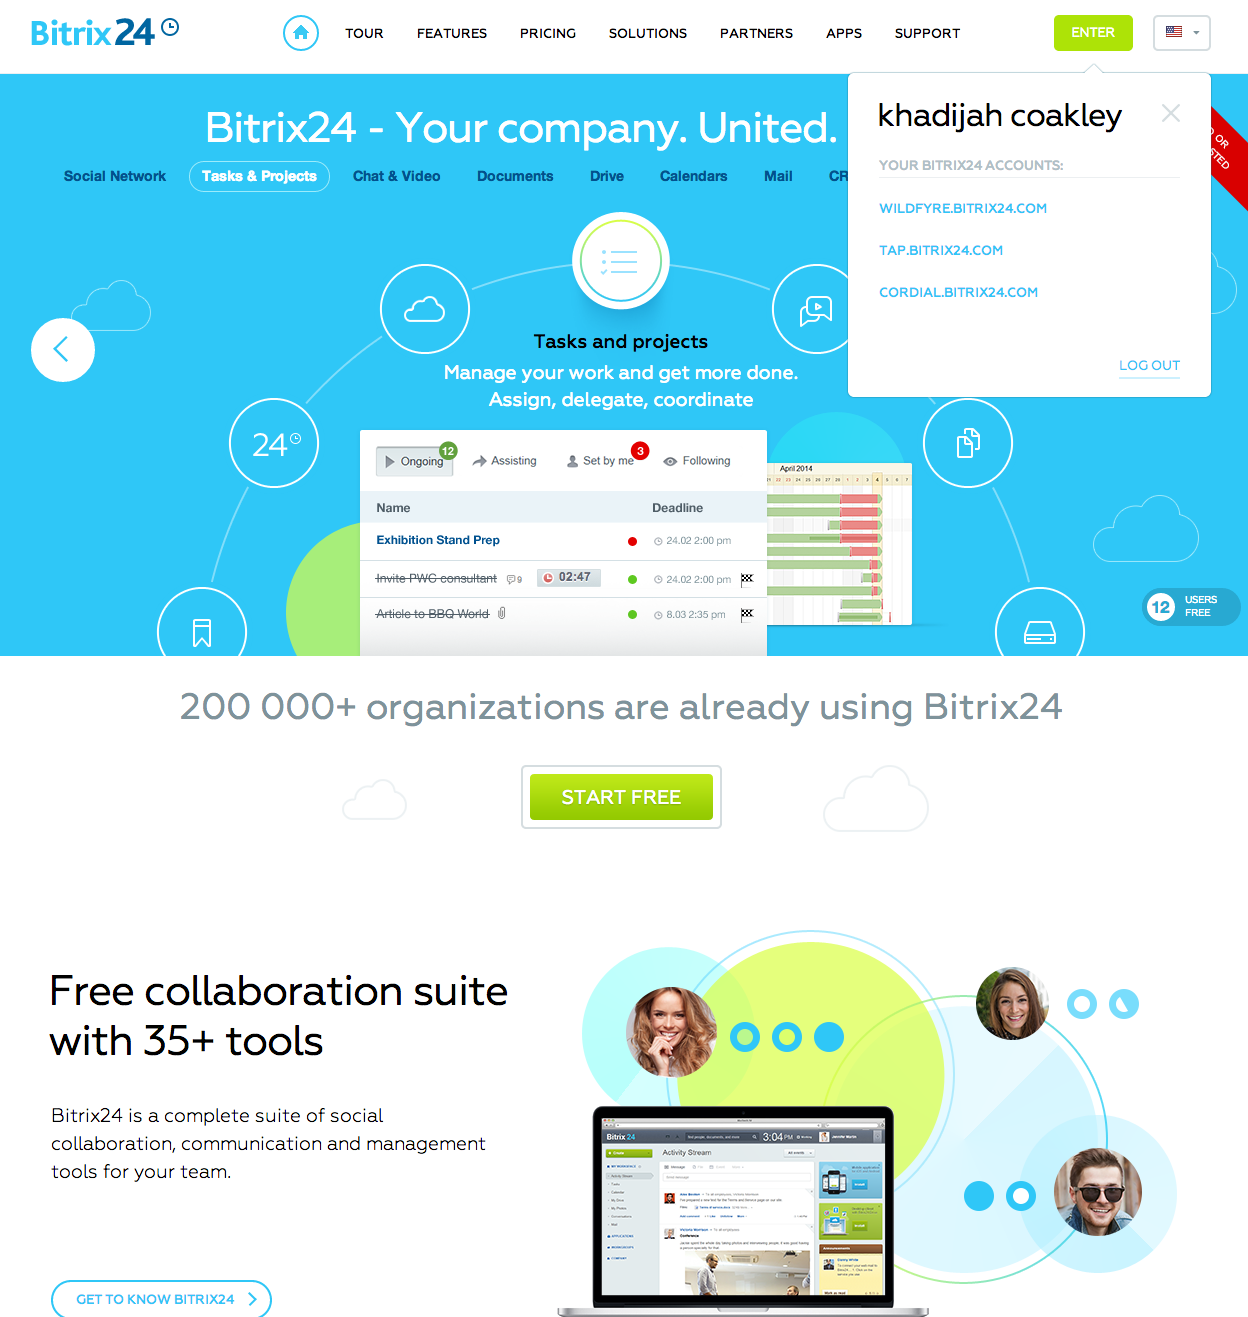 Bitrix24
TOUR
FEATURES
PRICING
SOLUTIONS
PARTNERS
APPS
SUPPORT
ENTER
khadijah coakley
YOUR BITRIX24 ACCOUNTS:
WILDFYRE.BITRIX24.COM
TAP.BITRIX24.COM
CORDIAL.BITRIX24.COM
LOG OUT
Bitrix24 - Your company. United.
Social Network
Tasks & Projects
Chat & Video
Documents
Drive
Calendars
Mail
CR
Tasks and projects
Manage your work and get more done.
Assign, delegate, coordinate
24
Ongoing
12
Assisting
Set by me
3
Following
Name
Deadline
Exhibition Stand Prep
24.02 2:00 pm
Invite PWC consultant
9
02:47
24.02 2:00 pm
Article to BBQ World
8.03 2:35 pm
April 2014
12
USERS
FREE
200 000+ organizations are already using Bitrix24
START FREE
Free collaboration suite
with 35+ tools
Bitrix24 is a complete suite of social
collaboration, communication and management
tools for your team.
GET TO KNOW BITRIX24
Bitrix 24
3:04 PM
Activity Stream